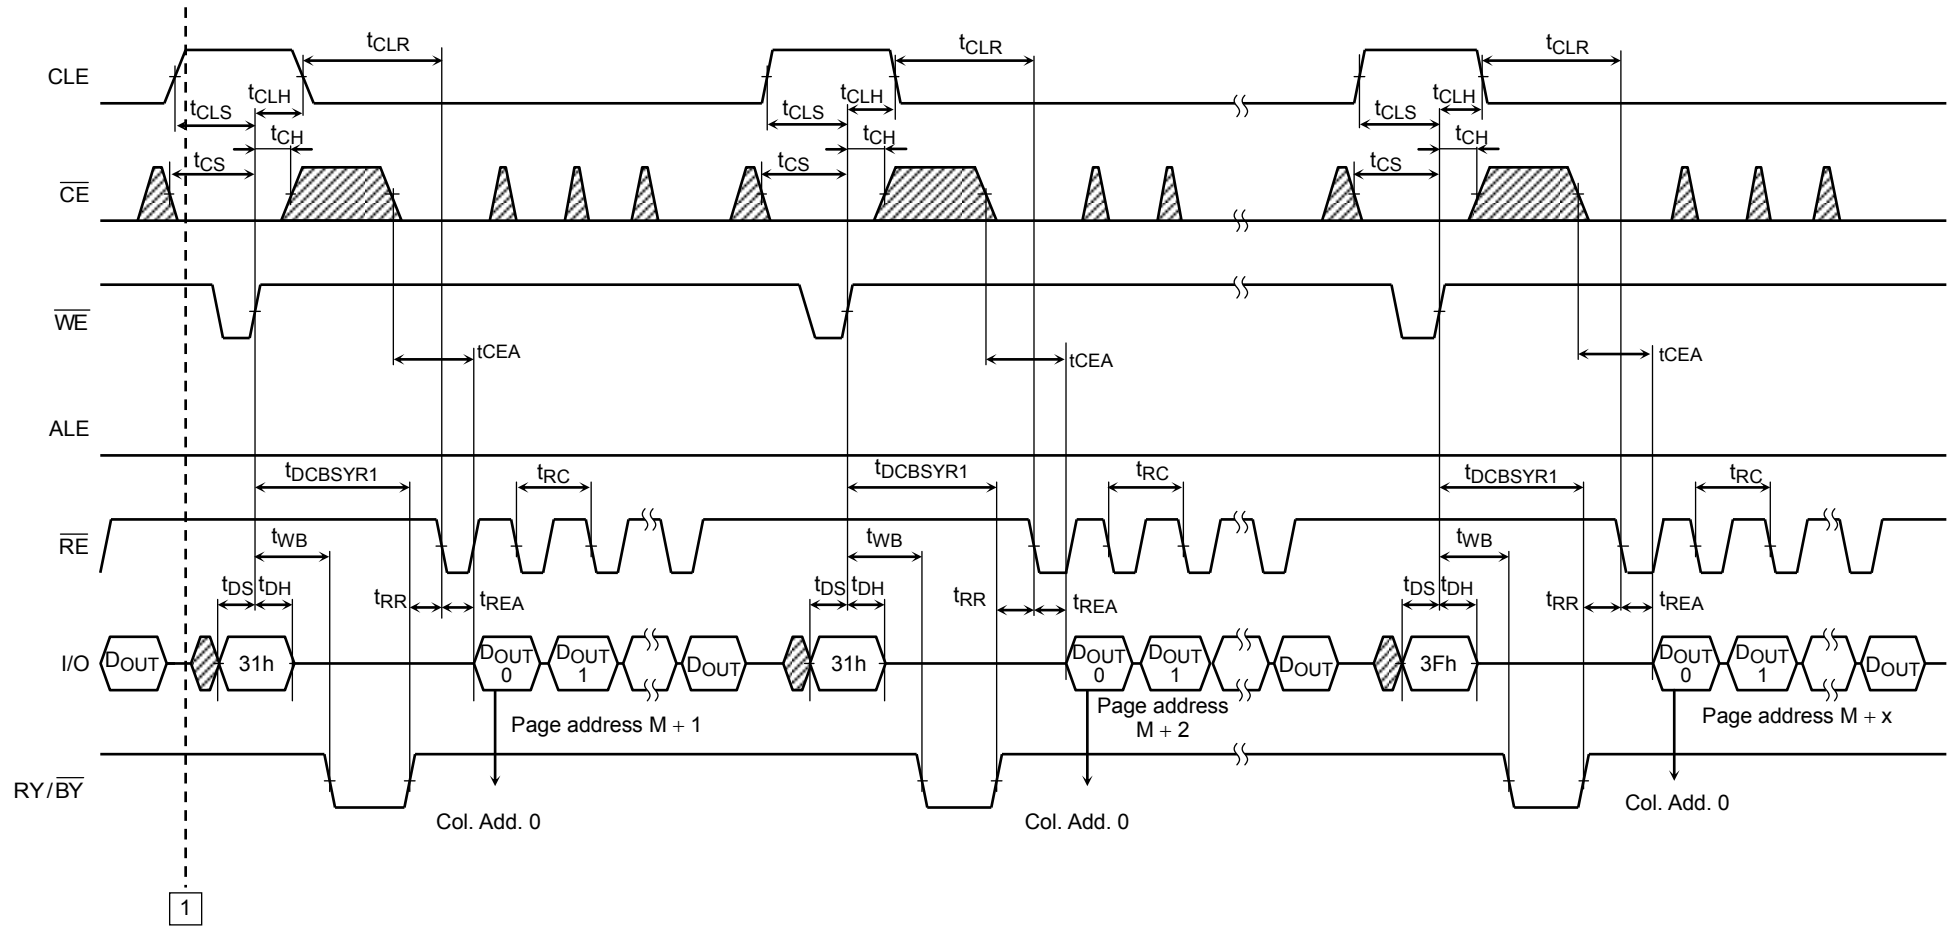 CLE
tCLR tCLR tCLR
tCLH tCLH tCLH
tCLS tCLS tCLS
tCH tCH tCH
CE
tCS tCS tCS
WE
tCEA tCEA tCEA
ALE
tDCBSYR1 tRC tDCBSYR1 tRC tDCBSYR1 tRC
RE
tWB tWB tWB
tDS tDH tDS tDH tDS tDH
tRR tREA tRR tREA tRR tREA
I/O DOUT 31h DOUT 0 DOUT 1 DOUT 31h DOUT 0 DOUT 1 DOUT 3Fh DOUT 0 DOUT 1 DOUT
Page address M + 1
Page address
M + 2
Page address M + x
RY/BY
Col. Add. 0 Col. Add. 0 Col. Add. 0
1